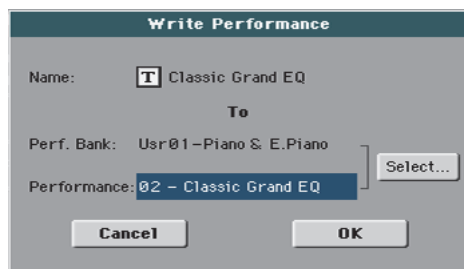 Write Performance
Name: T Classic Grand EQ
To
Perf. Bank: Usr01-Piano & E.Piano
Select...
Performance: 02 - Classic Grand EQ
Cancel OK